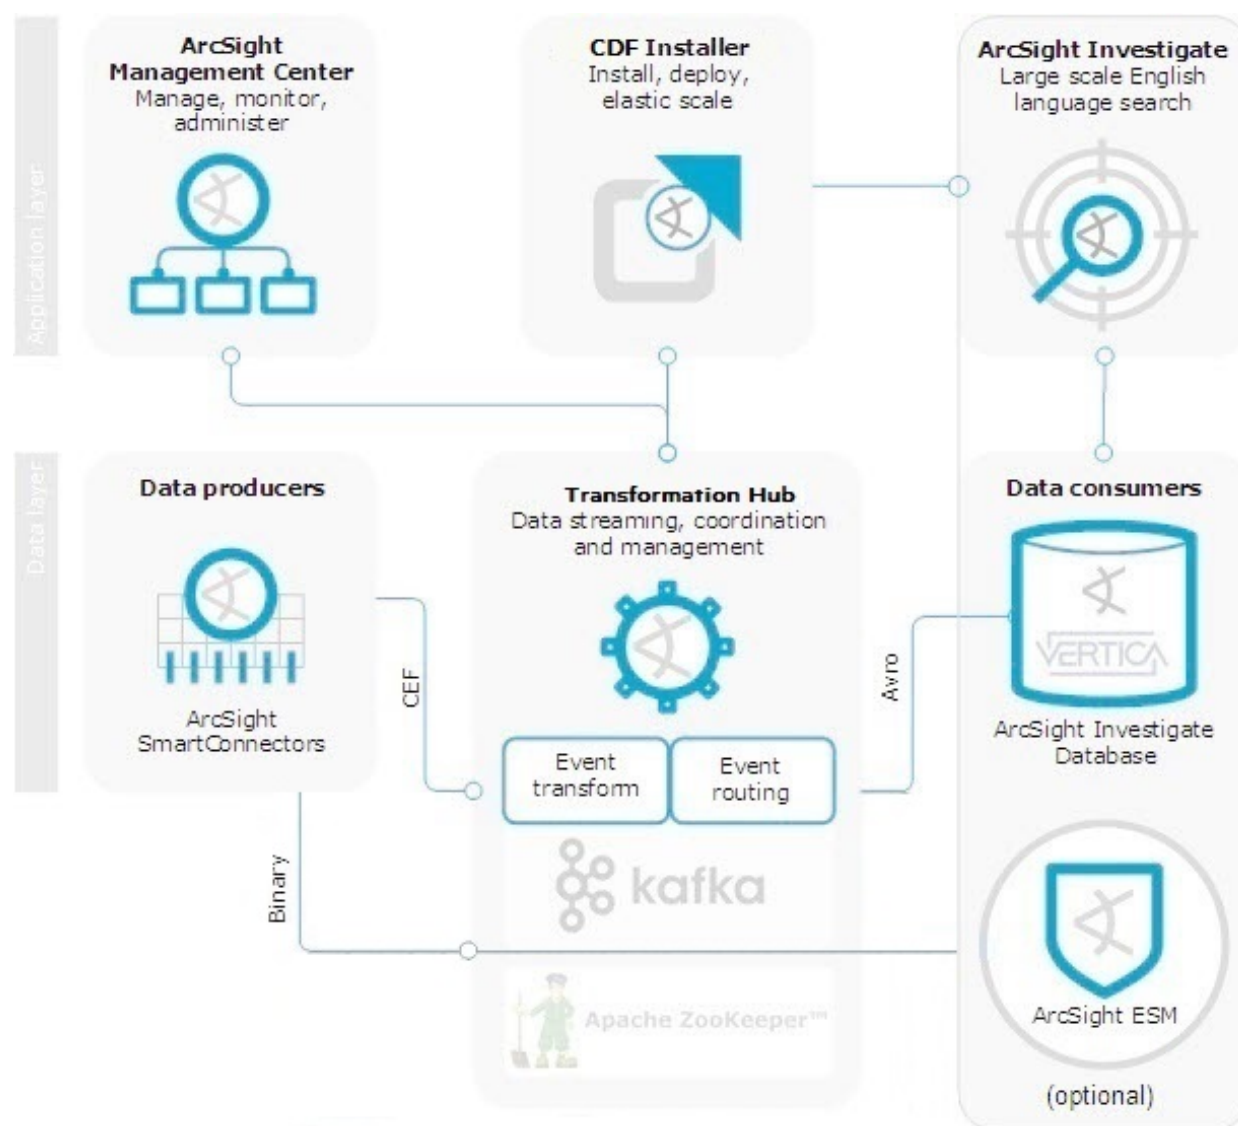 Application layer
ArcSight
Management Center
Manage, monitor,
administer
CDF Installer
Install, deploy,
elastic scale
ArcSight Investigate
Large scale English
language search
Data layer
Data producers
ArcSight
SmartConnectors
CEF
Binary
Transformation Hub
Data streaming, coordination
and management
Event
transform
Event
routing
kafka
Apache ZooKeeper™
Avro
Data consumers
VERTICA
ArcSight Investigate
Database
ArcSight ESM
(optional)